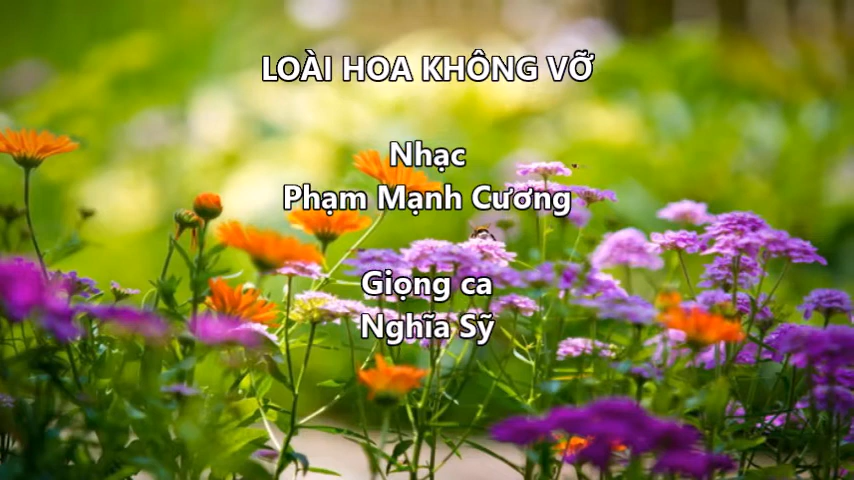 LOÀI HOA KHÔNG VỠ
Nhạc
Phạm Mạnh Cương
Giọng ca
Nghĩa Sỹ